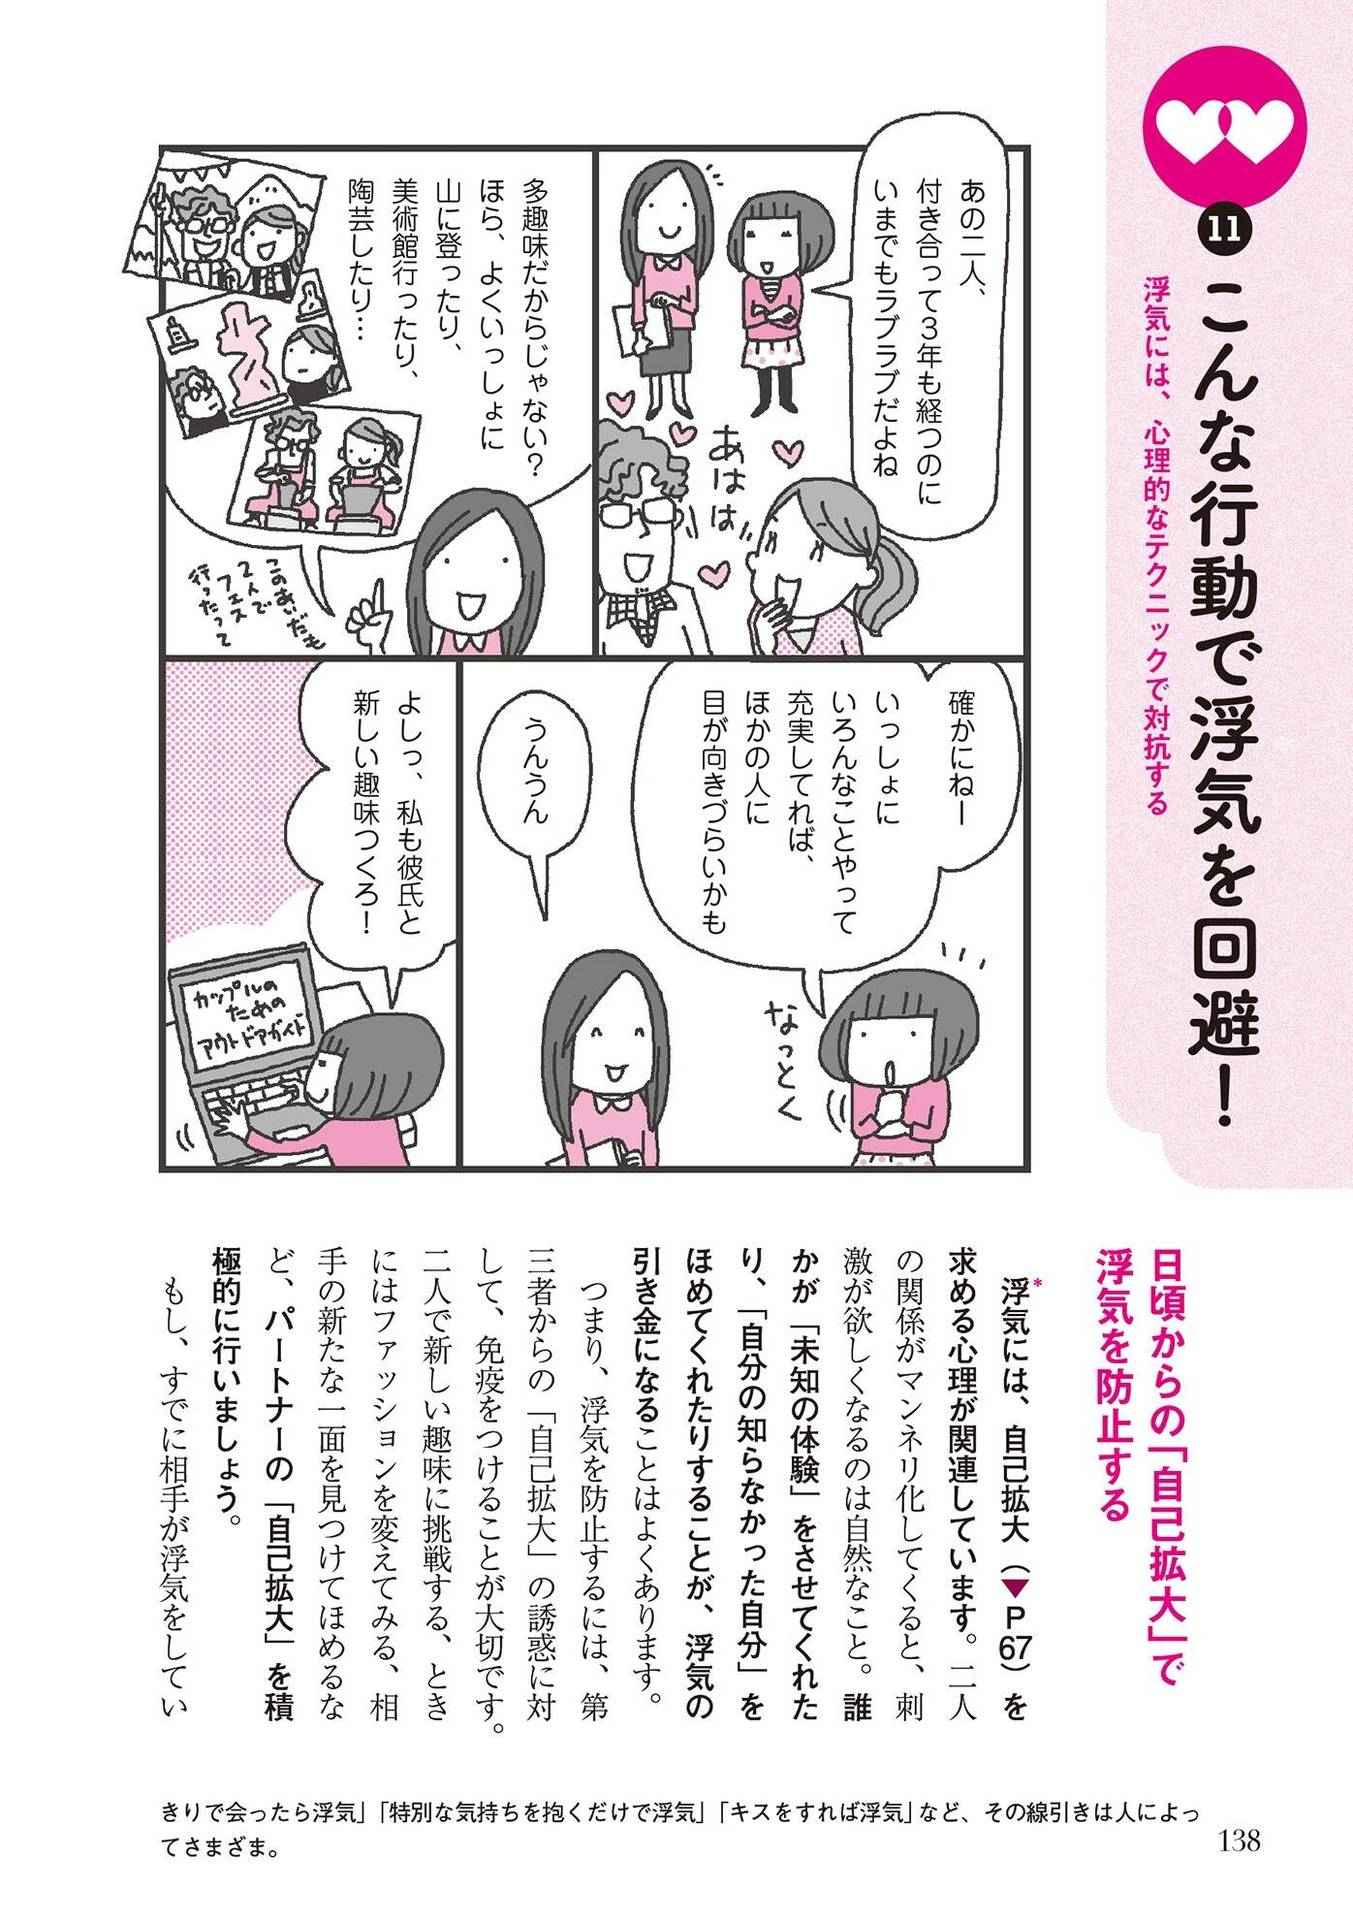 11
こんな行動で浮気を回避！
浮気には、心理的なテクニックで対抗する
あの二人、
付き合って3年も経つのに
いまでもラブラブだよね
あはは
多趣味だからじゃない？
ほら、よくいっしょに
山に登ったり、
美術館行ったり、
陶芸したり…
このあいだも
2人で
フェス
行ったって
確かにねー
いっしょに
いろんなことやって
充実してれば、
ほかの人に
目が向きづらいかも
なっとく
うんうん
よしっ、私も彼氏と
新しい趣味つくろ！
カップルの
ための
アウトドアガイド
日頃からの「自己拡大」で
浮気を防止する
浮気*には、自己拡大（▼P67）を
求める心理が関連しています。二人
の関係がマンネリ化してくると、刺
激が欲しくなるのは自然なこと。誰
かが「未知の体験」をさせてくれた
り、「自分の知らなかった自分」を
ほめてくれたりすることが、浮気の
引き金になることはよくあります。
つまり、浮気を防止するには、第
三者からの「自己拡大」の誘惑に対
して、免疫をつけることが大切です。
二人で新しい趣味に挑戦する、とき
にはファッションを変えてみる、相
手の新たな一面を見つけてほめるな
ど、パートナーの「自己拡大」を積
極的に行いましょう。
もし、すでに相手が浮気をしてい
きりで会ったら浮気」「特別な気持ちを抱くだけで浮気」「キスをすれば浮気」など、その線引きは人によっ
てさまざま。
138